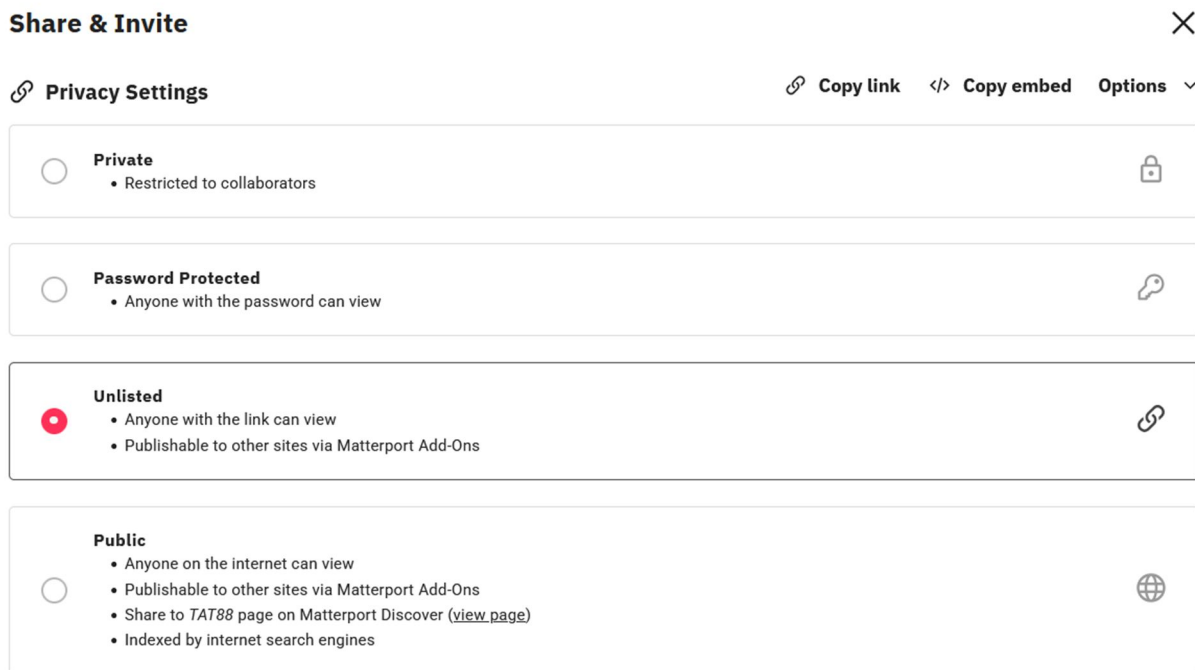 Share & Invite
Privacy Settings
Copy link
</> Copy embed
Options
Private
• Restricted to collaborators
Password Protected
• Anyone with the password can view
Unlisted
• Anyone with the link can view
• Publishable to other sites via Matterport Add-Ons
Public
• Anyone on the internet can view
• Publishable to other sites via Matterport Add-Ons
• Share to TAT88 page on Matterport Discover (view page)
• Indexed by internet search engines